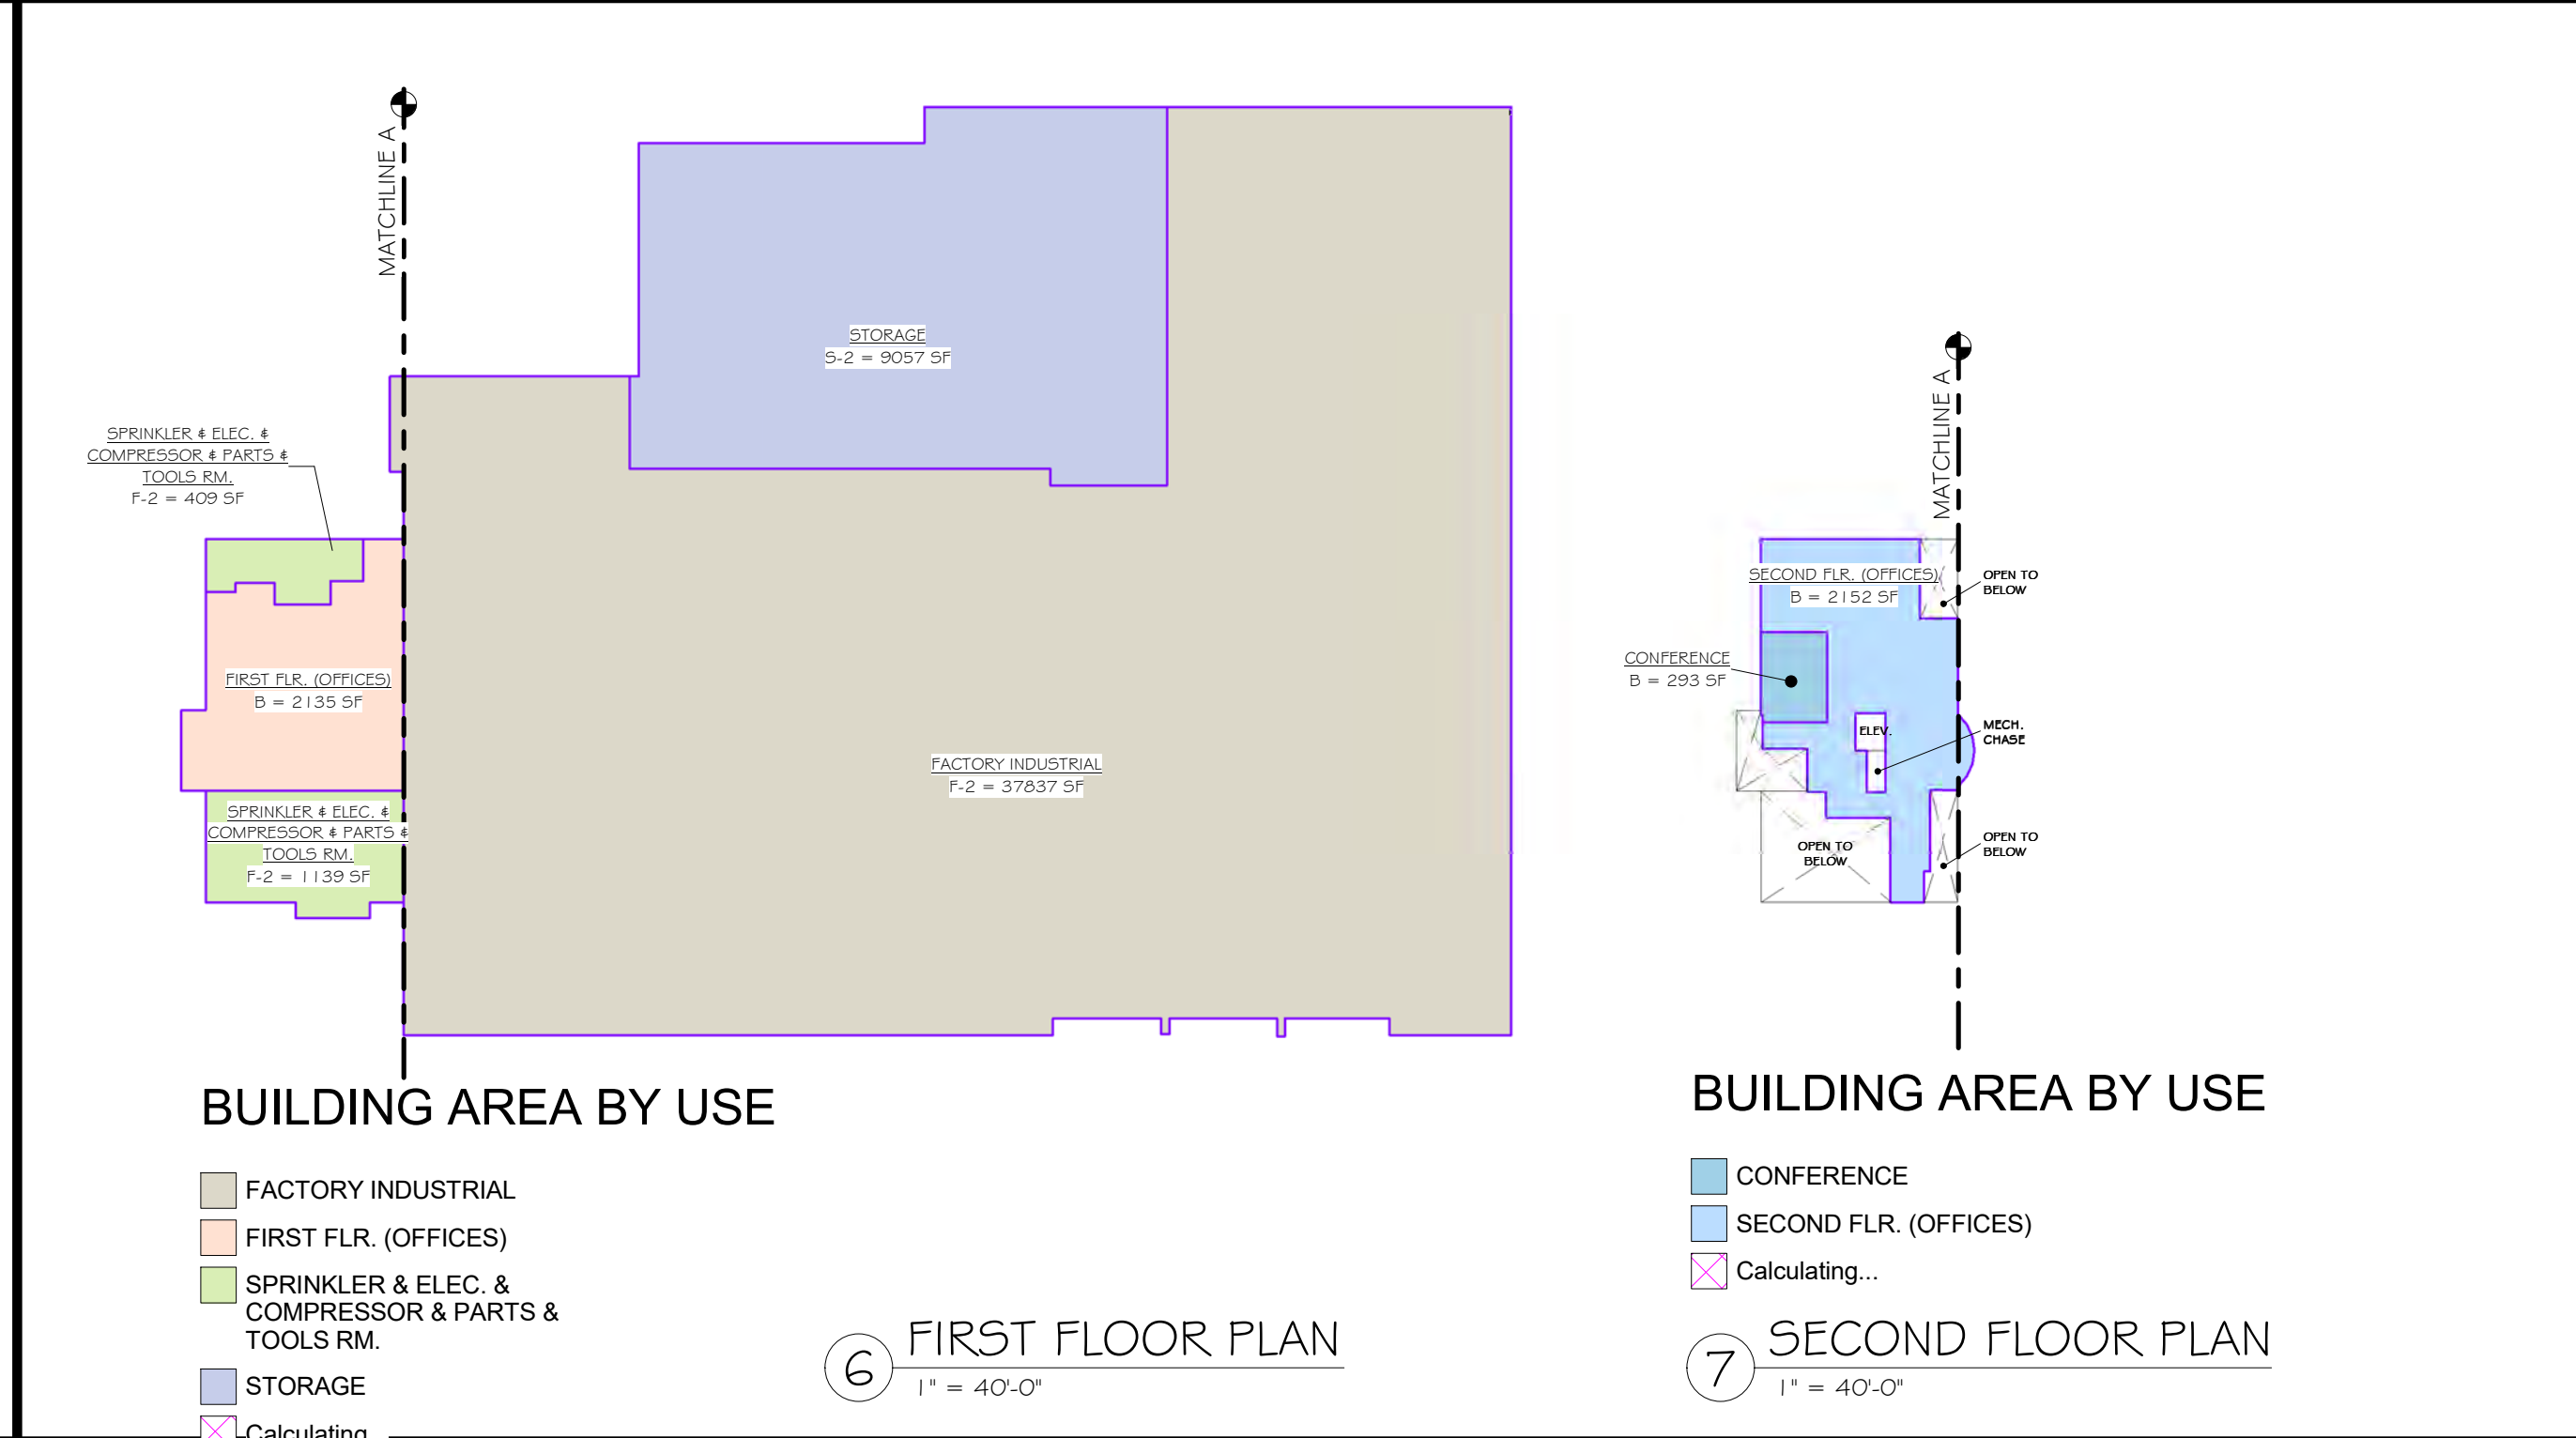 MATCHLINE A
STORAGE
S-2 = 9057 SF
SPRINKLER & ELEC. &
COMPRESSOR & PARTS &
TOOLS RM.
F-2 = 409 SF
FIRST FLR. (OFFICES)
B = 2135 SF
FACTORY INDUSTRIAL
F-2 = 37837 SF
SPRINKLER & ELEC. &
COMPRESSOR & PARTS &
TOOLS RM.
F-2 = 1139 SF
BUILDING AREA BY USE
FACTORY INDUSTRIAL
FIRST FLR. (OFFICES)
SPRINKLER & ELEC. &
COMPRESSOR & PARTS &
TOOLS RM.
STORAGE
Calculating
6
FIRST FLOOR PLAN
1" = 40'-0"
MATCHLINE A
SECOND FLR. (OFFICES)
B = 2152 SF
OPEN TO
BELOW
CONFERENCE
B = 293 SF
ELEV.
MECH.
CHASE
OPEN TO
BELOW
OPEN TO
BELOW
BUILDING AREA BY USE
CONFERENCE
SECOND FLR. (OFFICES)
Calculating...
7
SECOND FLOOR PLAN
1" = 40'-0"